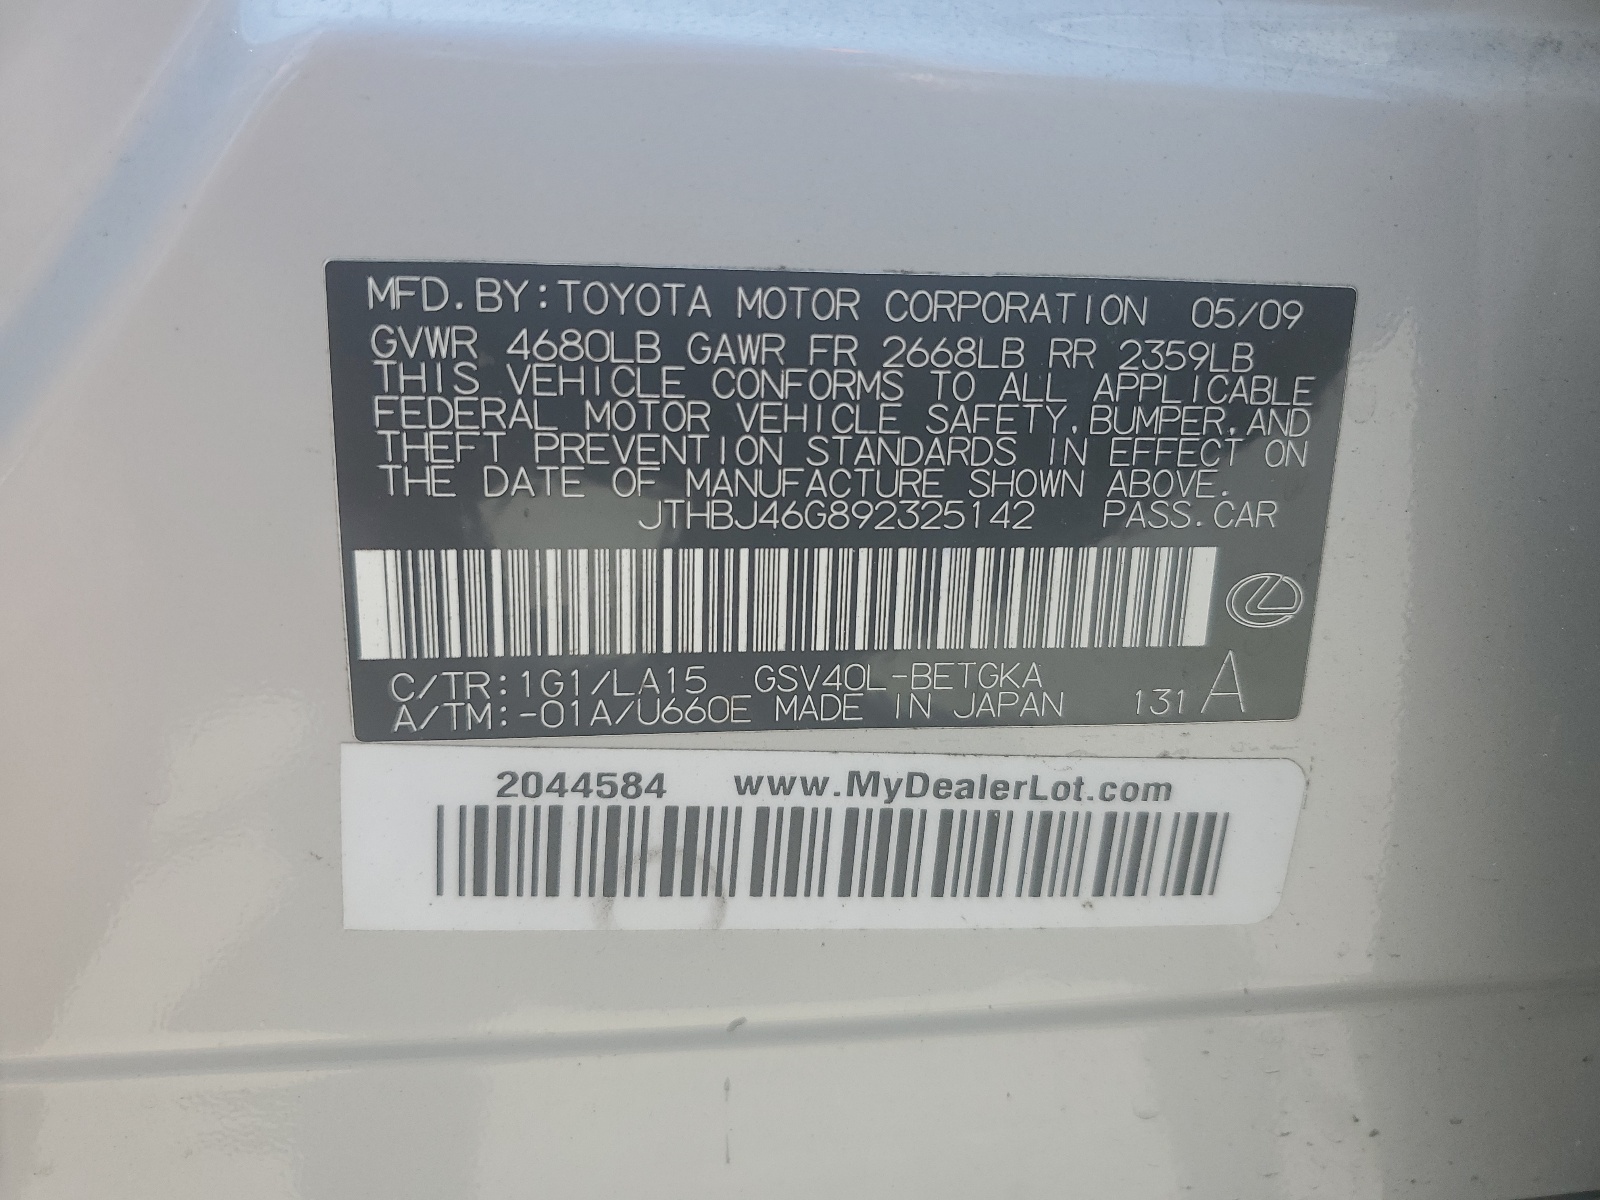 MFD. BY: TOYOTA MOTOR CORPORATION 05/09
GVWR 4680LB GAWR FR 2668LB RR 2359LB
THIS VEHICLE CONFORMS TO ALL APPLICABLE
FEDERAL MOTOR VEHICLE SAFETY, BUMPER, AND
THEFT PREVENTION STANDARDS IN EFFECT ON
THE DATE OF MANUFACTURE SHOWN ABOVE.
JTHBJ46G892325142 PASS. CAR
C/TR: 1G1/LA15 GSV40L-BETGKA
A/TM: -01A/U660E MADE IN JAPAN 131 A
2044584 www.MyDealerLot.com